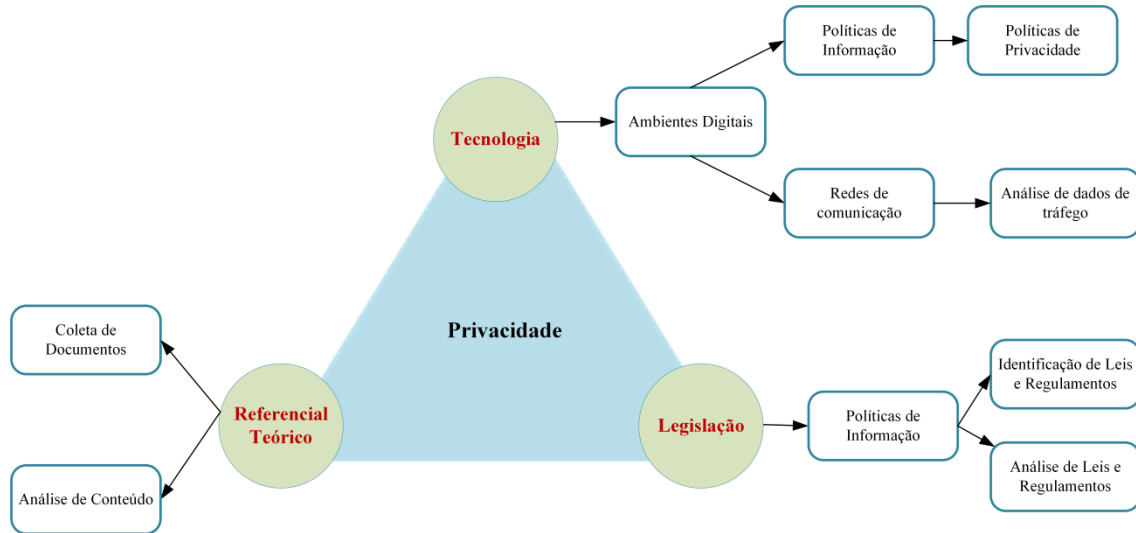 Políticas de
Informação
Políticas de
Privacidade
Tecnologia
Ambientes Digitais
Redes de
comunicação
Análise de dados de
tráfego
Privacidade
Coleta de
Documentos
Referencial
Teórico
Análise de Conteúdo
Legislação
Políticas de
Informação
Identificação de Leis
e Regulamentos
Análise de Leis e
Regulamentos